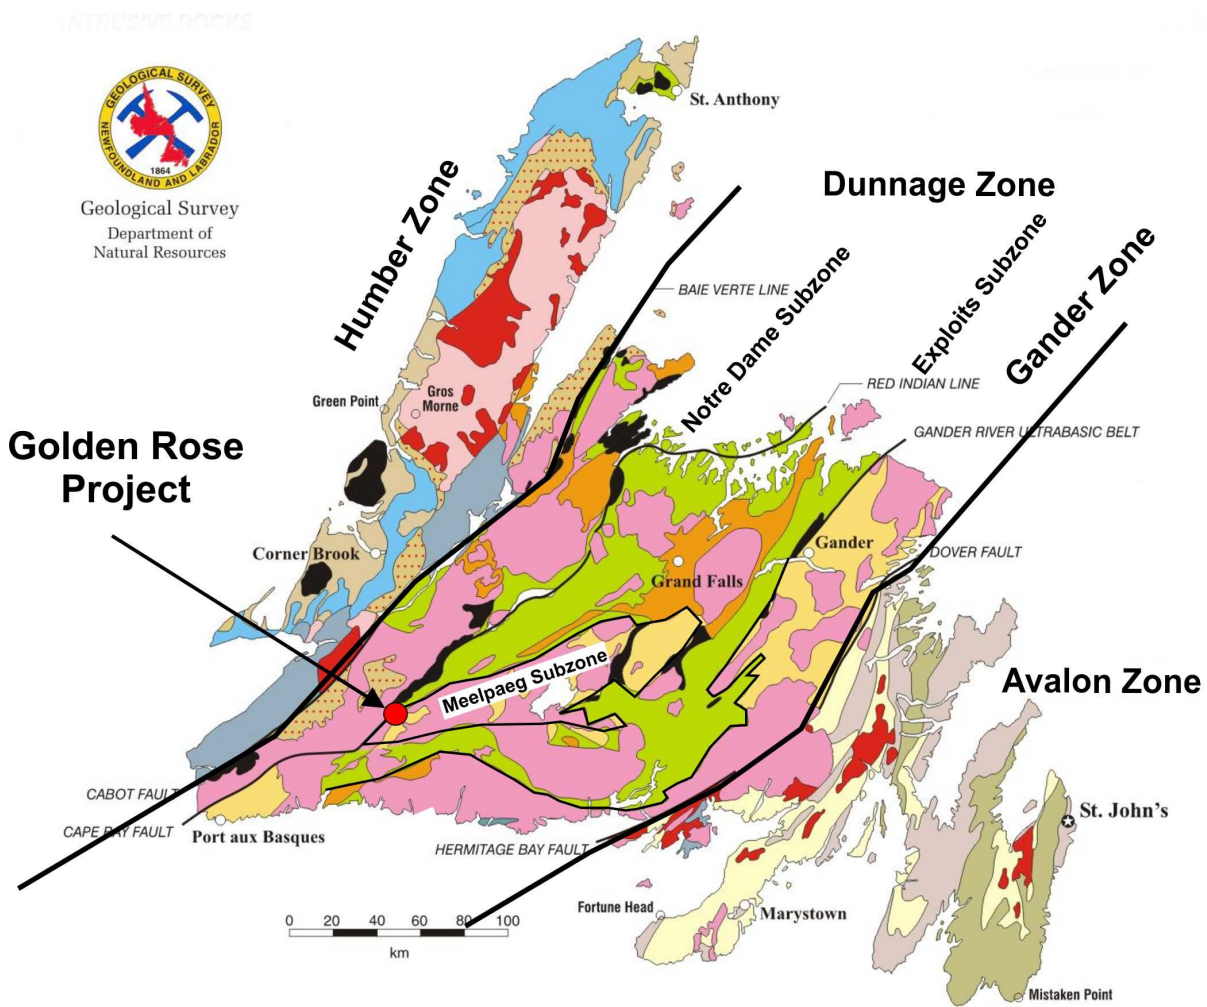 INTRUSIVE ROCKS
GEOLOGICAL SURVEY
NEWFOUNDLAND AND LABRADOR
1864
Geological Survey
Department of
Natural Resources
St. Anthony
Humber Zone
Dunnage Zone
BAIE VERTE LINE
Notre Dame Subzone
Exploits Subzone
Gander Zone
RED INDIAN LINE
GANDER RIVER ULTRABASIC BELT
Green Point
Gros
Morne
Golden Rose
Project
Corner Brook
Gander
DOVER FAULT
Grand Falls
Meelpaeg Subzone
Avalon Zone
CABOT FAULT
CAPE RAY FAULT
Port aux Basques
HERMITAGE BAY FAULT
St. John's
Fortune Head
Marystown
0 20 40 60 80 100
km
Mistaken Point